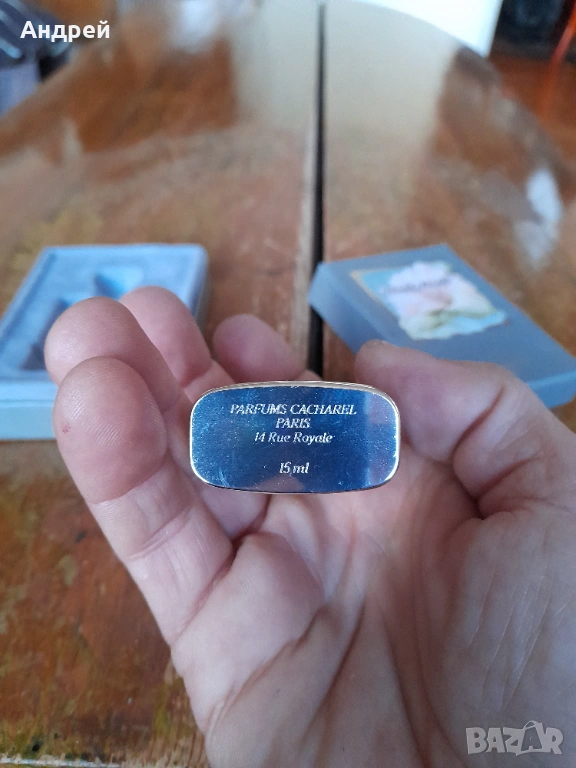 Андрей
PARFUMS CACHAREL
PARIS
14 Rue Royale
15 ml
BAZAR